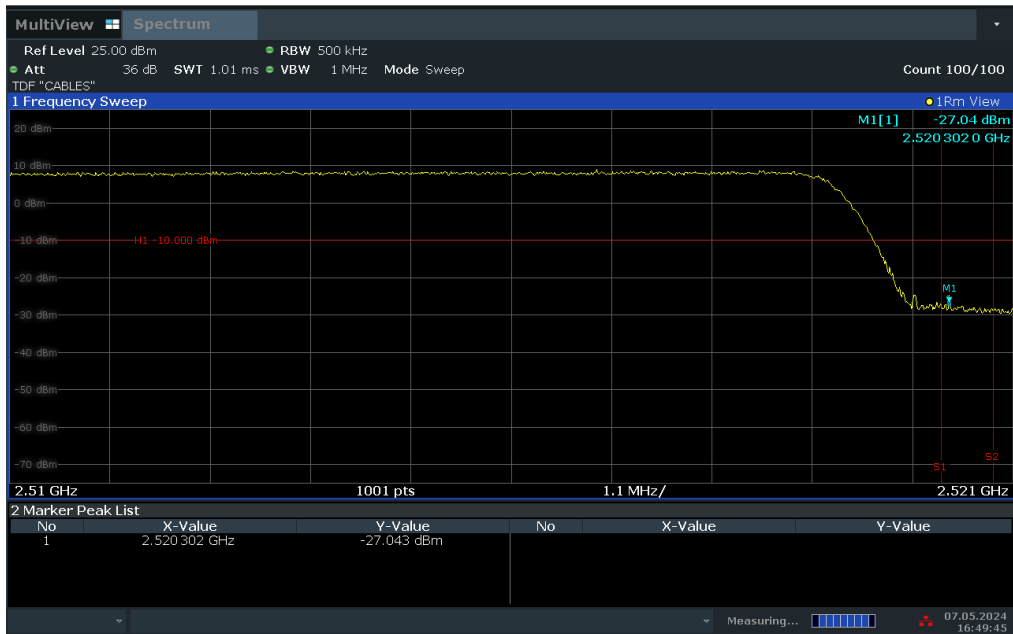 MultiView Spectrum
Ref Level 25.00 dBm RBW 500 kHz
Att 36 dB SWT 1.01 ms VBW 1 MHz Mode Sweep Count 100/100
TDF "CABLES"
1 Frequency Sweep 1Rm View
M1[1] -27.04 dBm
2.520 302 0 GHz
20 dBm
10 dBm
0 dBm
-10 dBm H1 -10.000 dBm
-20 dBm
M1
-30 dBm
-40 dBm
-50 dBm
-60 dBm
S2
-70 dBm S1
2.51 GHz 1001 pts 1.1 MHz/ 2.521 GHz
2 Marker Peak List
No X-Value Y-Value No X-Value Y-Value
1 2.520 302 GHz -27.043 dBm
Measuring... 07.05.2024
16:49:45